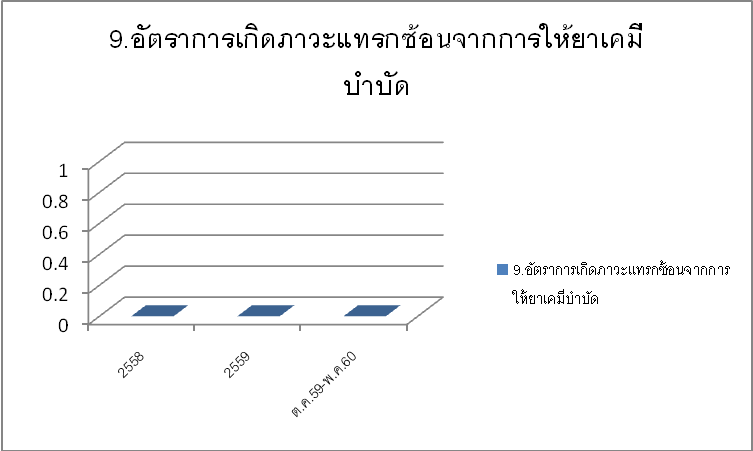 9.อัตราการเกิดภาวะแทรกซ้อนจากการให้ยาเคมี
บำบัด
1
0.8
0.6
0.4
0.2
0
2558
2559
ต.ค.59-พ.ค.60
9.อัตราการเกิดภาวะแทรกซ้อนจากการ
ให้ยาเคมีบำบัด